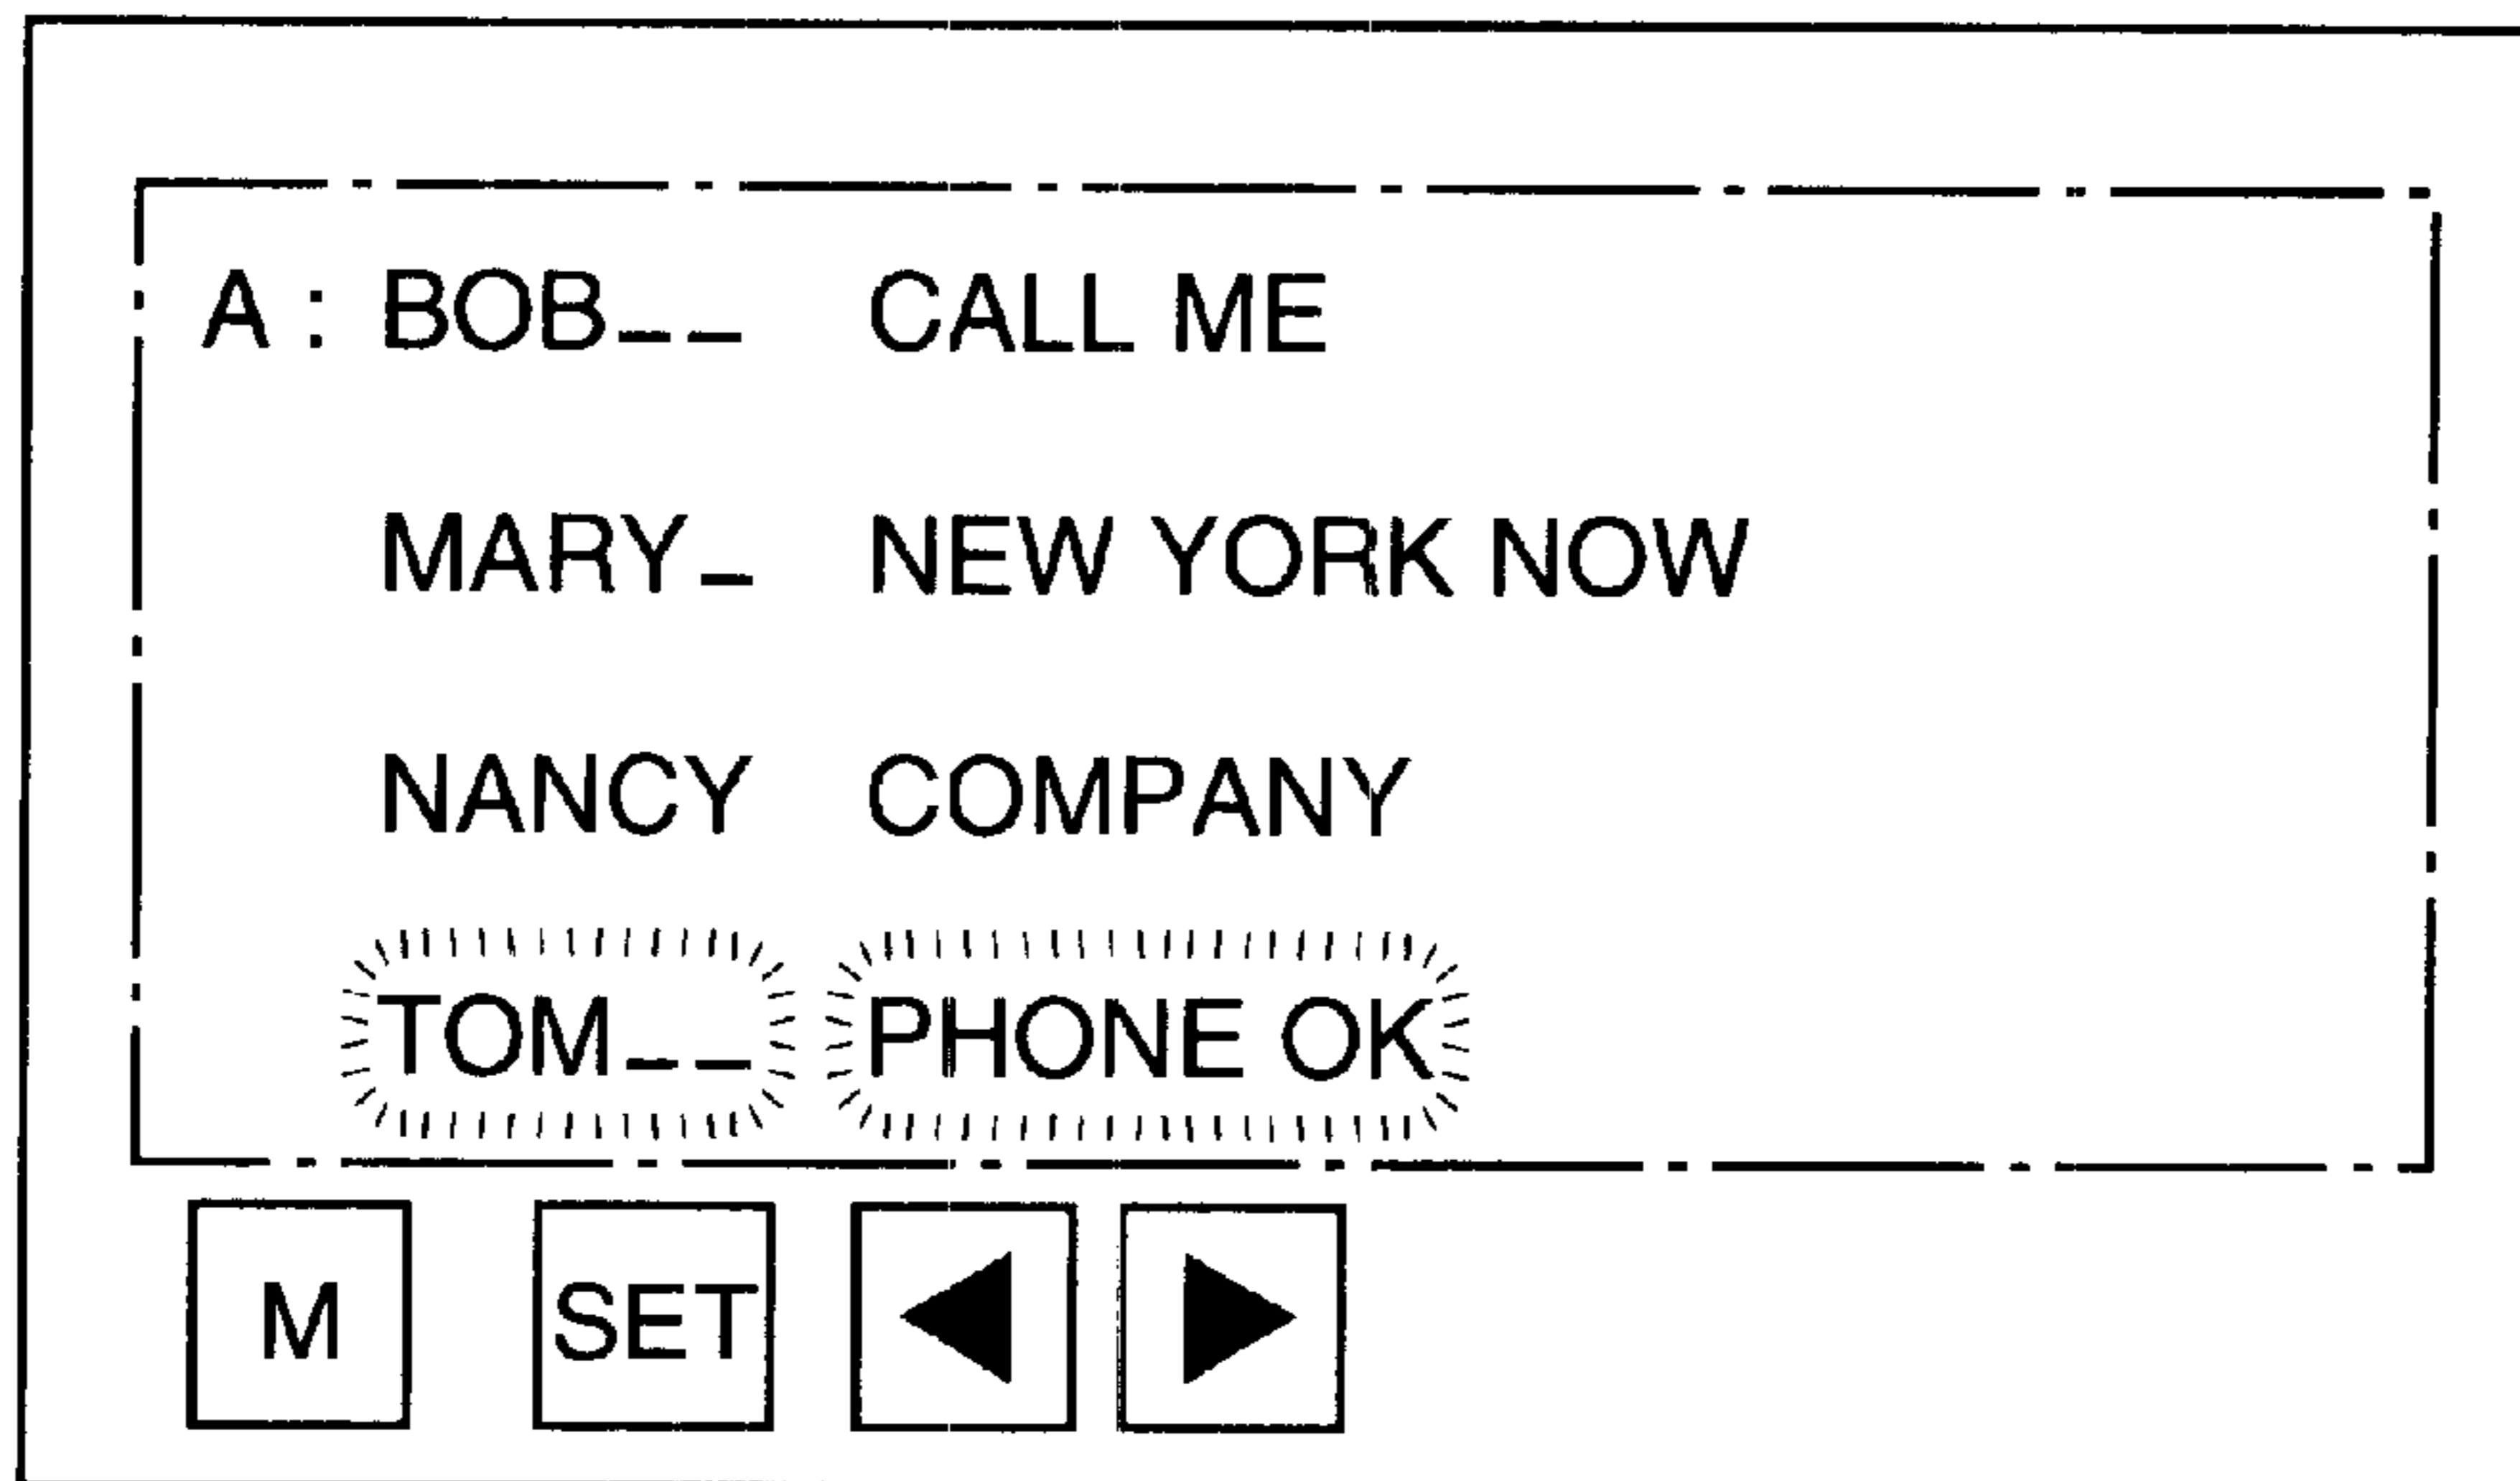 A : BOB__ CALL ME
MARY_ NEW YORK NOW
NANCY COMPANY
TOM__ PHONE OK
M SET